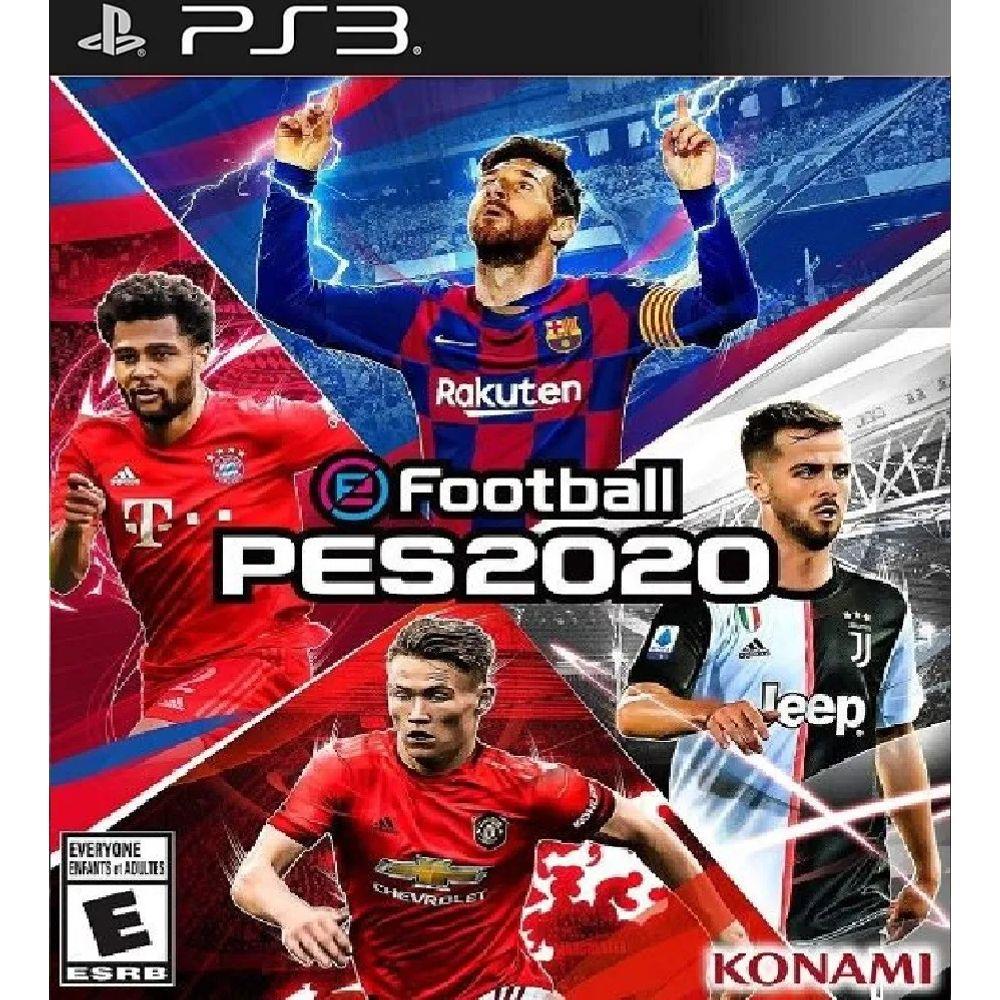 PS3
Rakuten
eFootball
PES2020
T
Jeep
CHEVROLET
EVERYONE
ENFANTS et ADULTES
E
ESRB
KONAMI